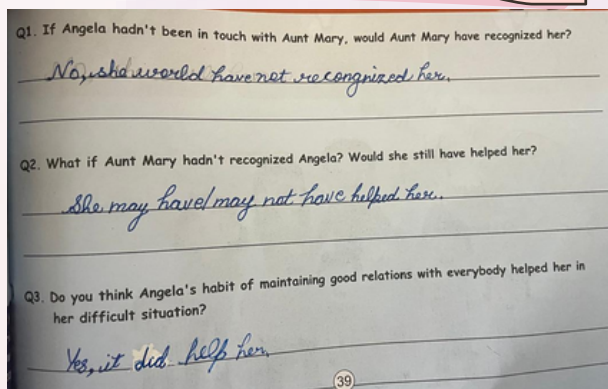 Q1. If Angela hadn't been in touch with Aunt Mary, would Aunt Mary have recognized her?
No, she world have not recongnized her.
Q2. What if Aunt Mary hadn't recognized Angela? Would she still have helped her?
She may have/may not have helped her.
Q3. Do you think Angela's habit of maintaining good relations with everybody helped her in
her difficult situation?
Yes, it did help her.
39